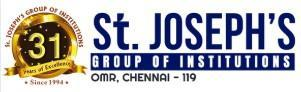 St. JOSEPH'S GROUP OF INSTITUTIONS
31
Years of Excellence
• Since 1994 •
St. JOSEPH'S
GROUP OF INSTITUTIONS
OMR, CHENNAI - 119